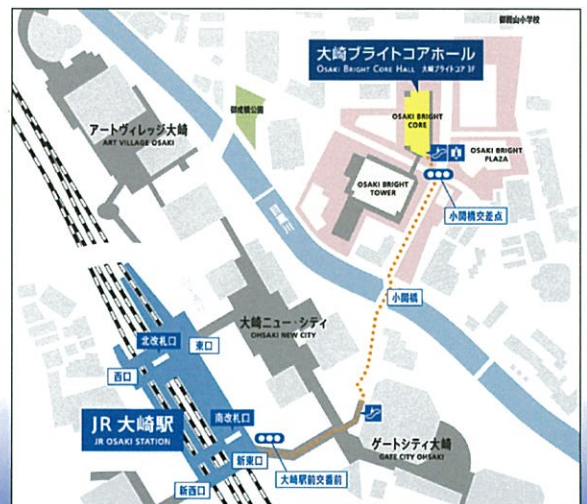 御殿山小学校
大崎ブライトコアホール
OSAKI BRIGHT CORE HALL 大崎ブライトコア 3F
御成橋公園
アートヴィレッジ大崎
ART VILLAGE OSAKI
OSAKI BRIGHT
CORE
OSAKI BRIGHT
PLAZA
OSAKI BRIGHT
TOWER
小関橋交差点
目黒川
小関橋
大崎ニュー・シティ
OHSAKI NEW CITY
北改札口
東口
西口
JR 大崎駅
JR OSAKI STATION
南改札口
新東口
大崎駅前交番前
新西口
ゲートシティ大崎
GATE CITY OHSAKI